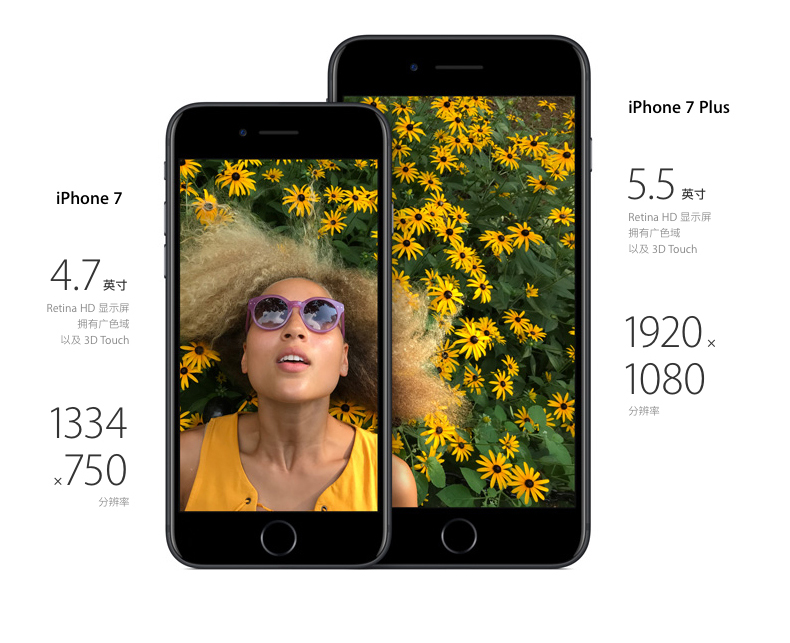 iPhone 7
4.7 英寸
Retina HD 显示屏
拥有广色域
以及 3D Touch
1334
×750
分辨率
iPhone 7 Plus
5.5 英寸
Retina HD 显示屏
拥有广色域
以及 3D Touch
1920×
1080
分辨率